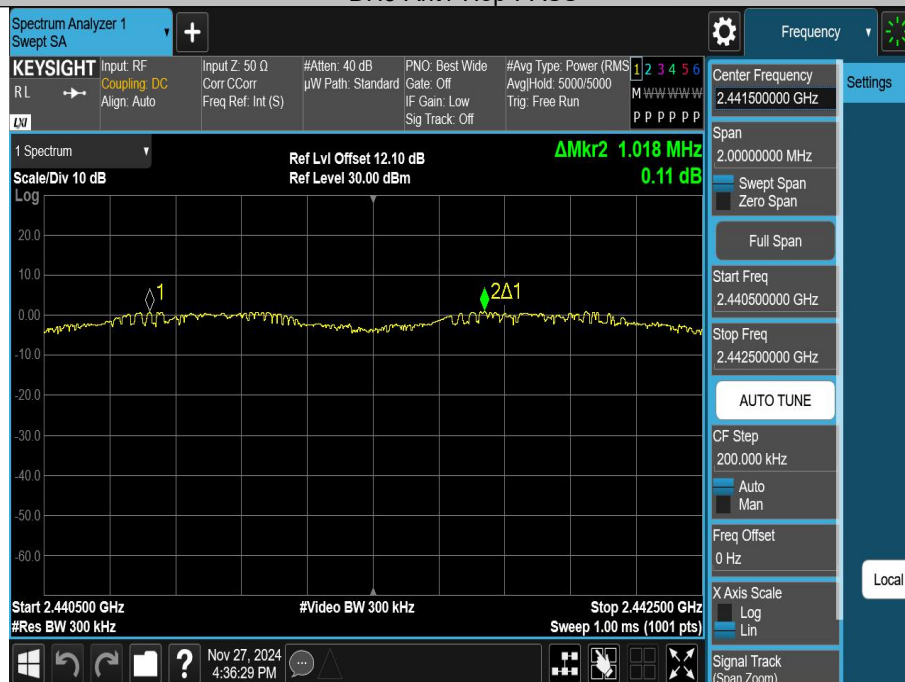 Spectrum Analyzer 1
Swept SA
+
Frequency
KEYSIGHT
R L
LXI
Input: RF
Coupling: DC
Align: Auto
Input Z: 50 Ω
Corr CCorr
Freq Ref: Int (S)
#Atten: 40 dB
µW Path: Standard
PNO: Best Wide
Gate: Off
IF Gain: Low
Sig Track: Off
#Avg Type: Power (RMS
Avg|Hold: 5000/5000
Trig: Free Run
1 2 3 4 5 6
M W W W W W
P P P P P P
1 Spectrum
Scale/Div 10 dB
Ref Lvl Offset 12.10 dB
Ref Level 30.00 dBm
ΔMkr2 1.018 MHz
0.11 dB
Log
20.0
10.0
0.00
-10.0
-20.0
-30.0
-40.0
-50.0
-60.0
1
2Δ1
Start 2.440500 GHz
#Res BW 300 kHz
#Video BW 300 kHz
Stop 2.442500 GHz
Sweep 1.00 ms (1001 pts)
Center Frequency
2.441500000 GHz
Settings
Span
2.00000000 MHz
Swept Span
Zero Span
Full Span
Start Freq
2.440500000 GHz
Stop Freq
2.442500000 GHz
AUTO TUNE
CF Step
200.000 kHz
Auto
Man
Freq Offset
0 Hz
Local
X Axis Scale
Log
Lin
Signal Track
(Span Zoom)
?
Nov 27, 2024
4:36:29 PM